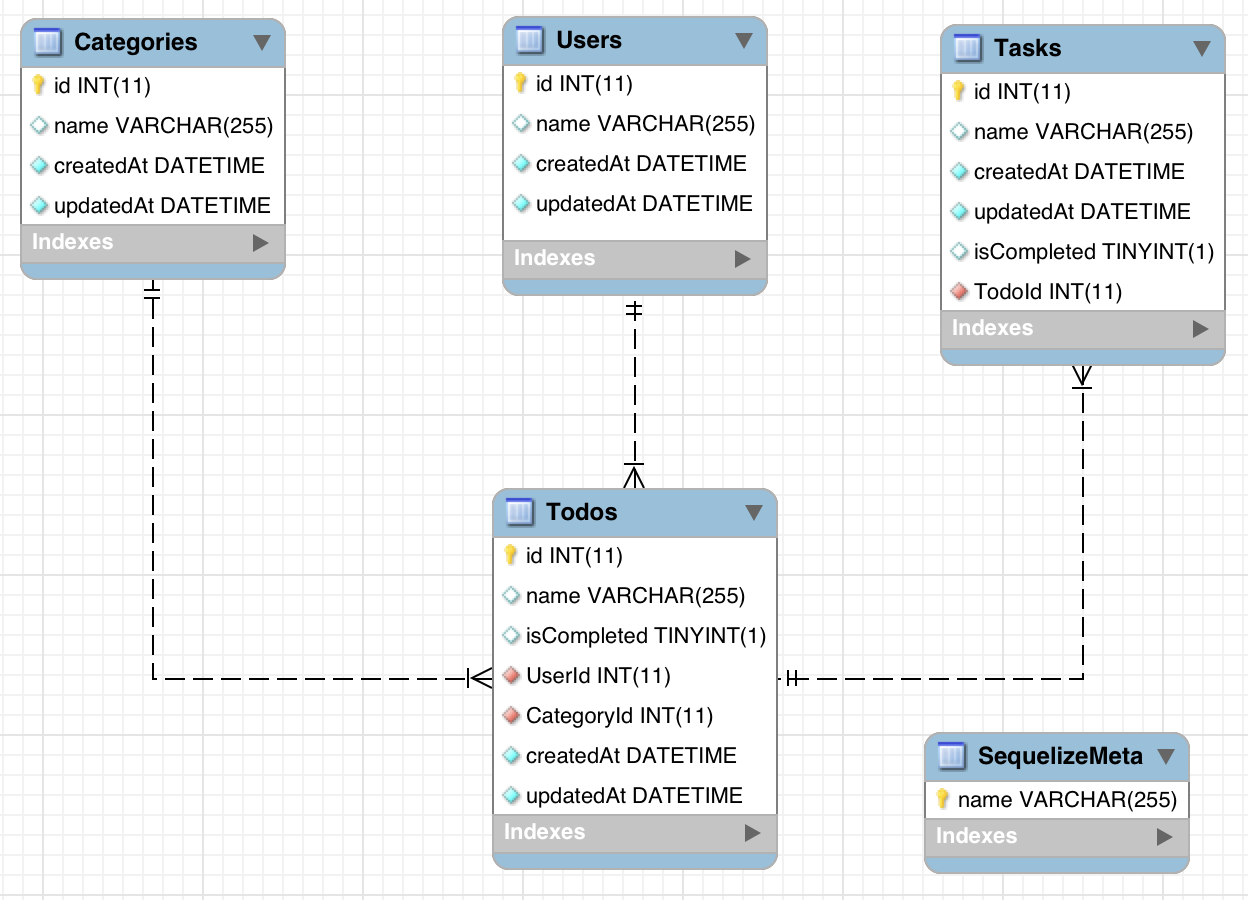 Categories
id INT(11)
name VARCHAR(255)
createdAt DATETIME
updatedAt DATETIME
Indexes
Users
id INT(11)
name VARCHAR(255)
createdAt DATETIME
updatedAt DATETIME
Indexes
Tasks
id INT(11)
name VARCHAR(255)
createdAt DATETIME
updatedAt DATETIME
isCompleted TINYINT(1)
TodoId INT(11)
Indexes
Todos
id INT(11)
name VARCHAR(255)
isCompleted TINYINT(1)
UserId INT(11)
CategoryId INT(11)
createdAt DATETIME
updatedAt DATETIME
Indexes
SequelizeMeta
name VARCHAR(255)
Indexes